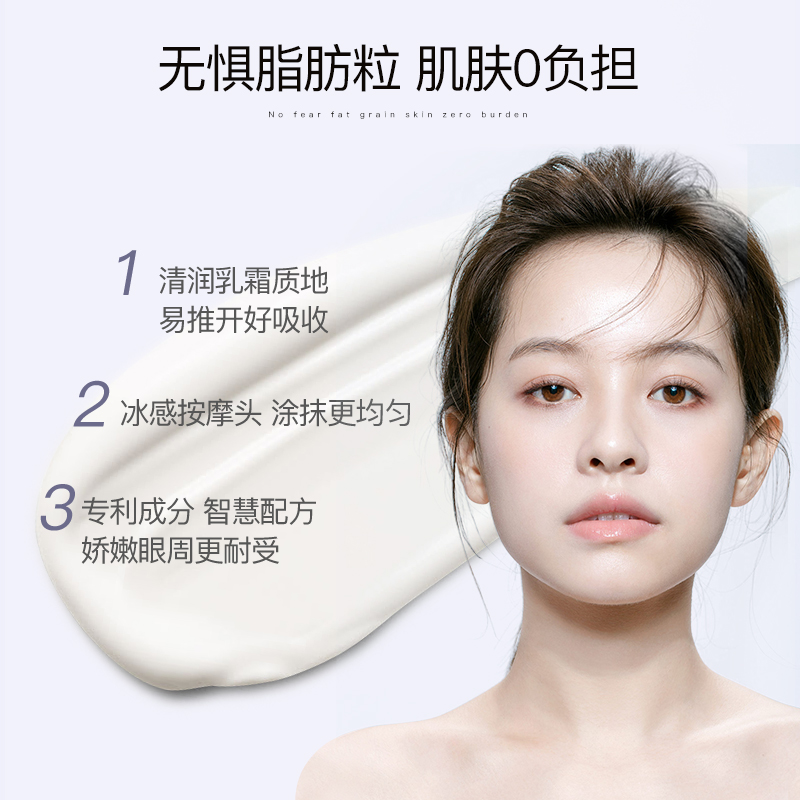 无惧脂肪粒 肌肤0负担
No fear fat grain skin zero burden
1 清润乳霜质地
易推开好吸收
2 冰感按摩头 涂抹更均匀
3 专利成分 智慧配方
娇嫩眼周更耐受